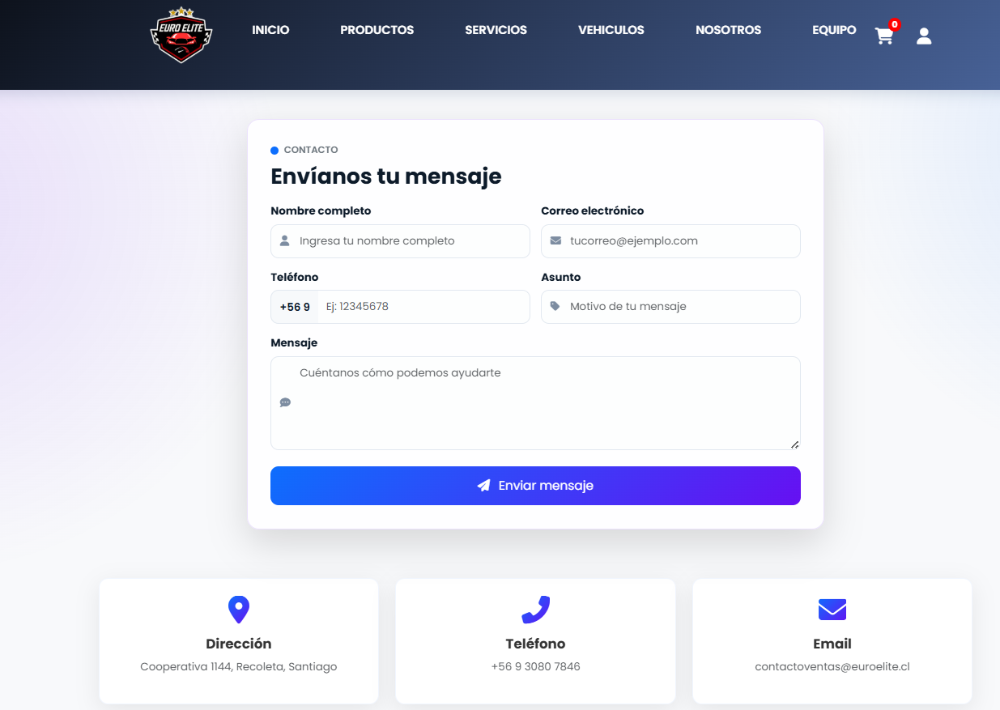 EURO ELITE
INICIO PRODUCTOS SERVICIOS VEHICULOS NOSOTROS EQUIPO 0
CONTACTO
Envíanos tu mensaje
Nombre completo Correo electrónico
Ingresa tu nombre completo tucorreo@ejemplo.com
Teléfono Asunto
+56 9 Ej: 12345678 Motivo de tu mensaje
Mensaje
Cuéntanos cómo podemos ayudarte
Enviar mensaje
Dirección Teléfono Email
Cooperativa 1144, Recoleta, Santiago +56 9 3080 7846 contactoventas@euroelite.cl